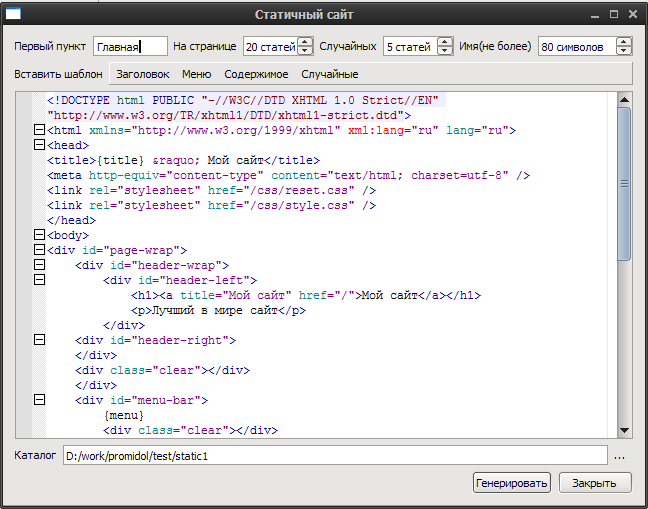 Статичный сайт
Первый пункт Главная На странице 20 статей Случайных 5 статей Имя(не более) 80 символов
Вставить шаблон Заголовок Меню Содержимое Случайные
<!DOCTYPE html PUBLIC "-//W3C//DTD XHTML 1.0 Strict//EN"
"http://www.w3.org/TR/xhtml1/DTD/xhtml1-strict.dtd">
<html xmlns="http://www.w3.org/1999/xhtml" xml:lang="ru" lang="ru">
<head>
<title>{title} &raquo; Мой сайт</title>
<meta http-equiv="content-type" content="text/html; charset=utf-8" />
<link rel="stylesheet" href="/css/reset.css" />
<link rel="stylesheet" href="/css/style.css" />
</head>
<body>
<div id="page-wrap">
<div id="header-wrap">
<div id="header-left">
<h1><a title="Мой сайт" href="/">Мой сайт</a></h1>
<p>Лучший в мире сайт</p>
</div>
<div id="header-right">
</div>
<div class="clear"></div>
</div>
<div id="menu-bar">
{menu}
<div class="clear"></div>
Каталог D:/work/promidol/test/static1 ...
Генерировать Закрыть